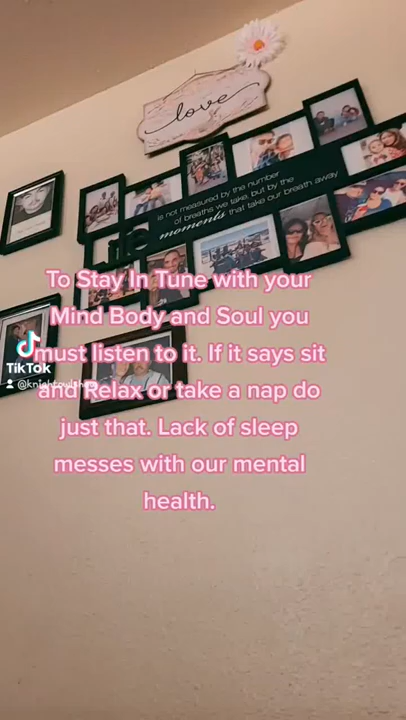 love
life
is not measured by the number
of breaths we take, but by the
moments that take our breath away
To Stay In Tune with your
Mind Body and Soul you
must listen to it. If it says sit
and Relax or take a nap do
just that. Lack of sleep
messes with our mental
health.
TikTok